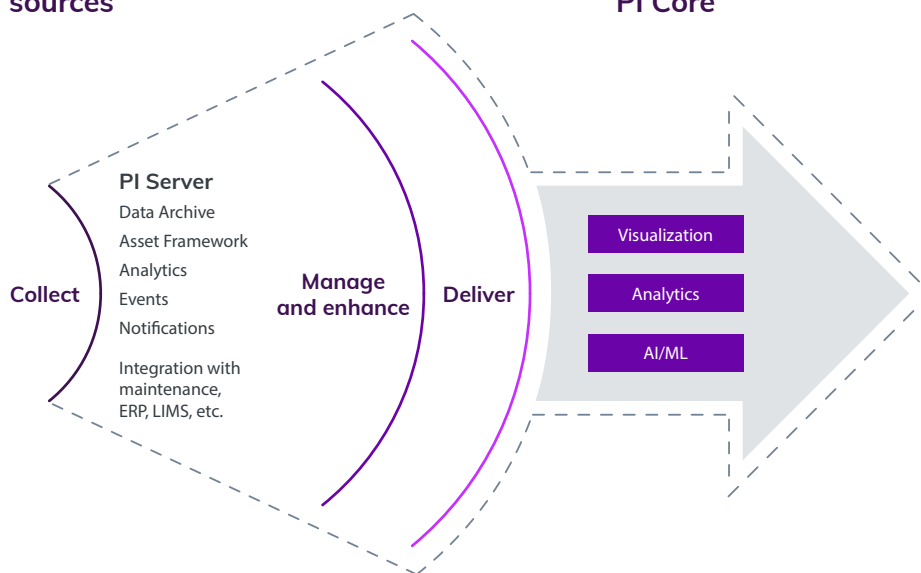 sources
PI Core
PI Server
Data Archive
Asset Framework
Analytics
Events
Notifications
Integration with
maintenance,
ERP, LIMS, etc.
Collect
Manage
and enhance
Deliver
Visualization
Analytics
AI/ML